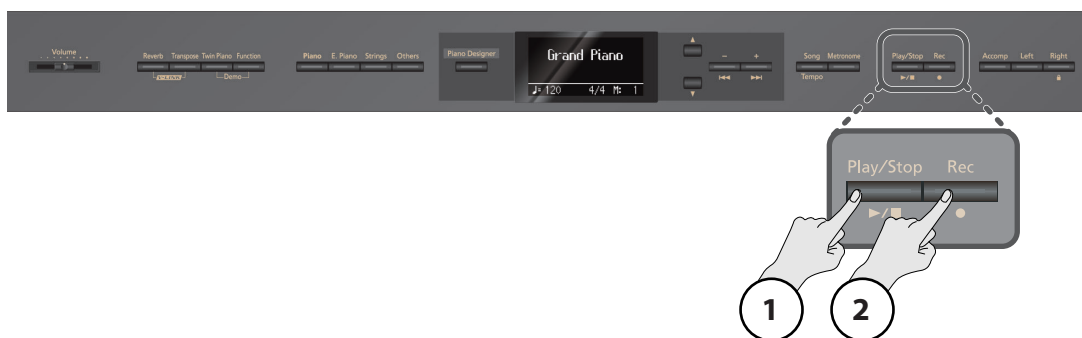 Volume
Reverb Transpose Twin Piano Function
V-LINK Demo
Piano E. Piano Strings Others
Piano Designer
Grand Piano
♩= 120 4/4 M: 1
▲
▼
− +
⏮ ⏭
Song Metronome
Tempo
Play/Stop Rec
►/■ ●
Accomp Left Right
Play/Stop Rec
►/■ ●
1 2